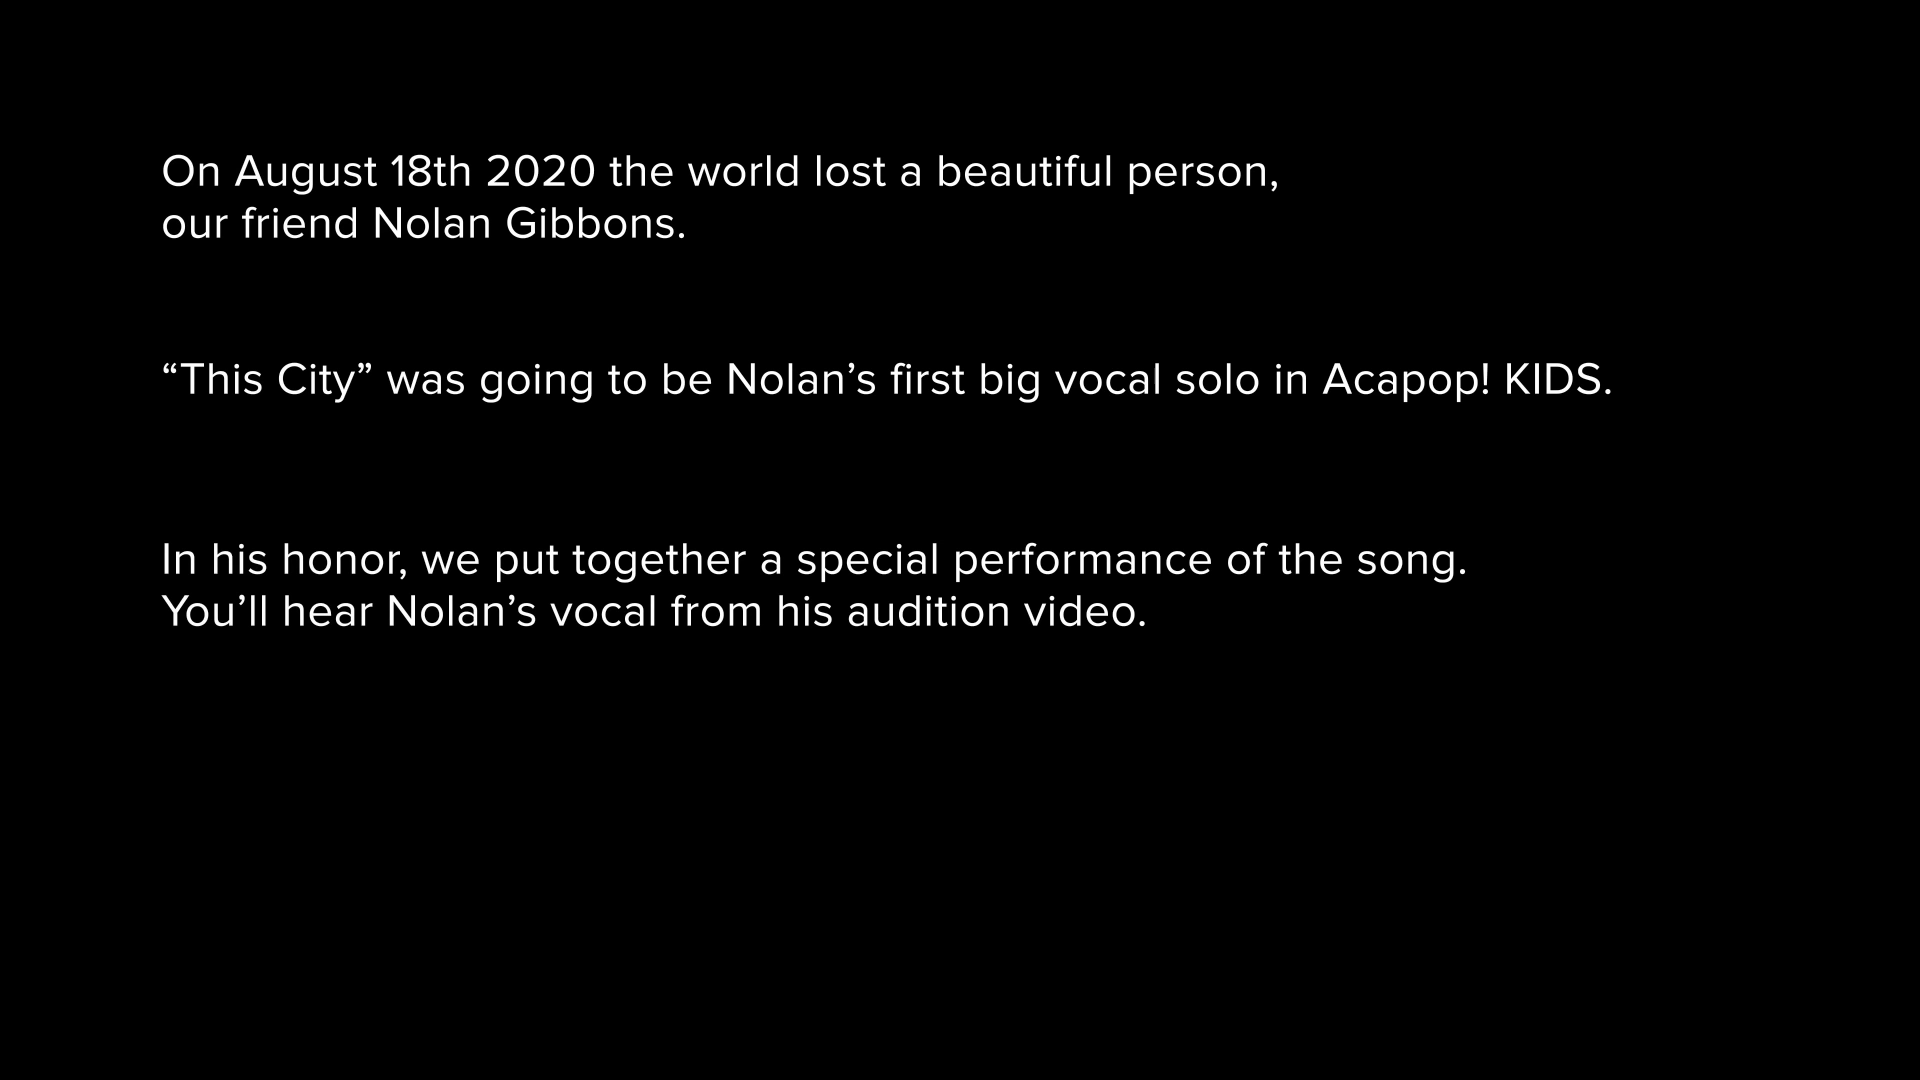 On August 18th 2020 the world lost a beautiful person,
our friend Nolan Gibbons.
“This City” was going to be Nolan’s first big vocal solo in Acapop! KIDS.
In his honor, we put together a special performance of the song.
You’ll hear Nolan’s vocal from his audition video.